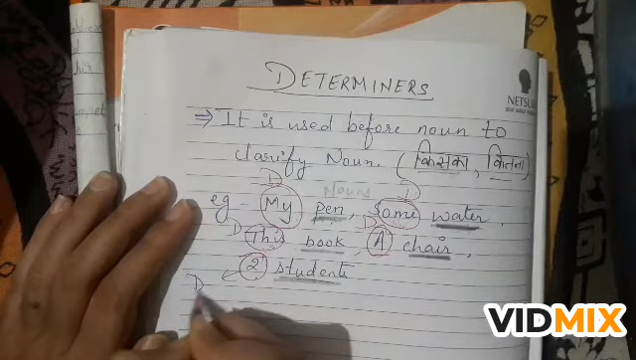 DETERMINERS
NETSU
⇒ It is used before noun to
clarify Noun. (किसका, कितना)
D Nouns D
eg - My pen, Some water,
D D
This book, A chair,
2 students
D
VIDMIX